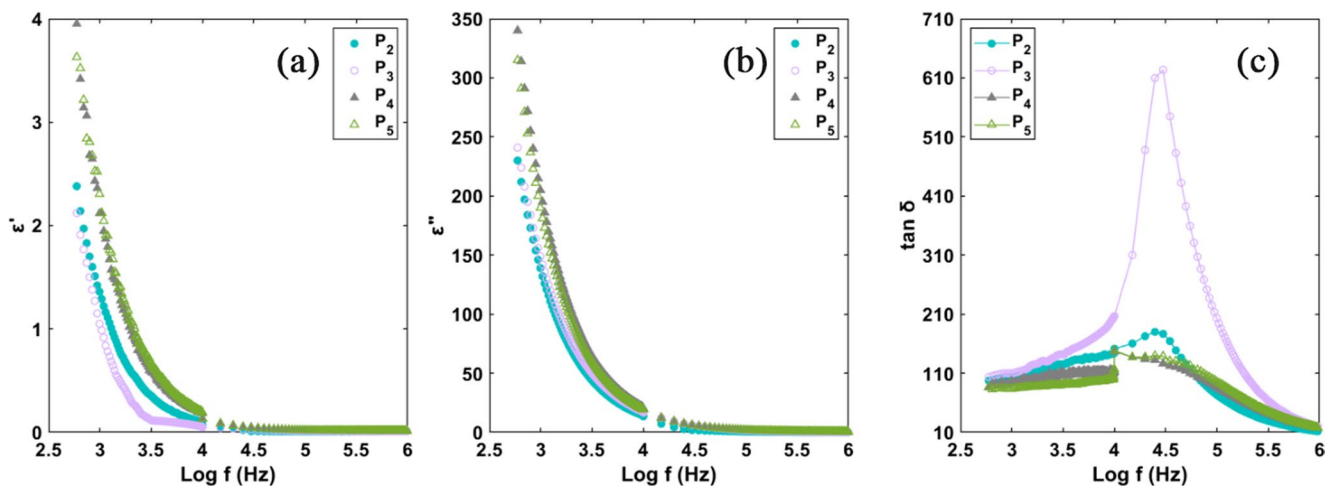 (a)
P2
P3
P4
P5
4
3
2
1
0
ε'
2.5 3 3.5 4 4.5 5 5.5 6
Log f (Hz)
(b)
P2
P3
P4
P5
350
300
250
200
150
100
50
0
ε"
2.5 3 3.5 4 4.5 5 5.5 6
Log f (Hz)
(c)
P2
P3
P4
P5
710
610
510
410
310
210
110
10
tan δ
2.5 3 3.5 4 4.5 5 5.5 6
Log f (Hz)